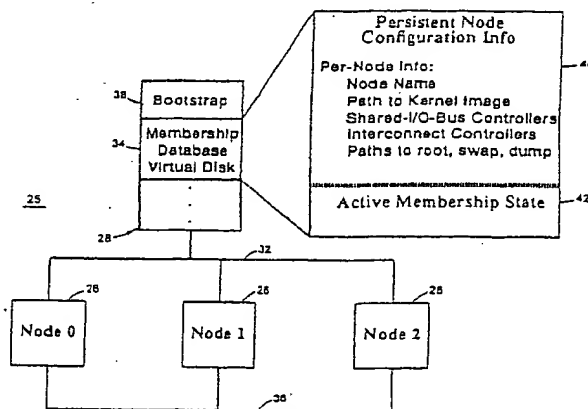 Persistent Node
Configuration Info
Per-Node Info:
Node Name
Path to Kernel Image
Shared-I/O-Bus Controllers
Interconnect Controllers
Paths to root, swap, dump
Active Membership State
42
38
Bootstrap
34
Membership
Database
Virtual Disk
25
28
32
26
Node 0
26
Node 1
26
Node 2
36